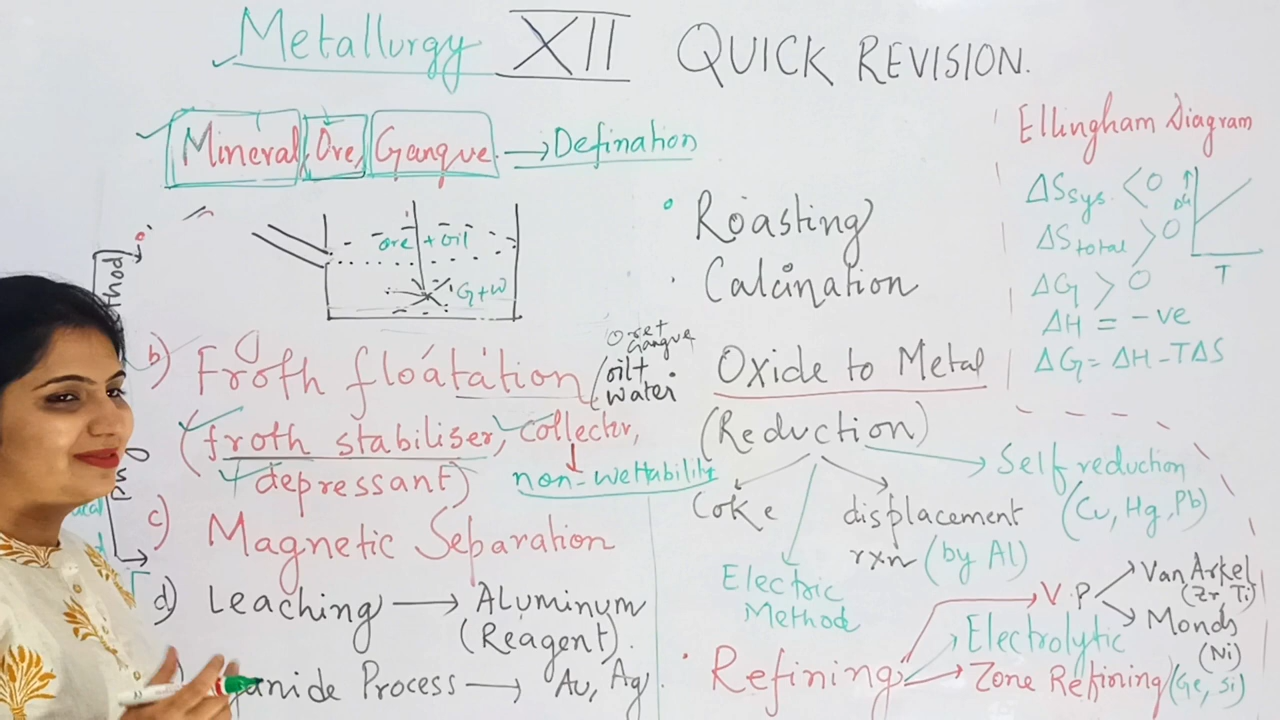 Metallurgy XII QUICK REVISION.
Mineral, Ore, Gangue → Defination
ore + oil
G+W
b) Froth floatation
ore+
Gangue
oil+
water
(froth stabiliser, collector,
depressant)
non-wettability
c) Magnetic Separation
d) Leaching → Aluminum
(Reagent).
Process → Au, Ag.
Roasting
Calcination
Oxide to Metal
(Reduction)
Coke
Electric
Method
displacement
rxn (by Al)
Self reduction
(Cu, Hg, Pb)
Refining
V.P
Van Arkel
(Zr, Ti)
Monds
(Ni)
Electrolytic
Zone Refining (Ge, Si)
Ellingham Diagram
ΔSsys. < 0
ΔStotal > 0
ΔG > 0
ΔH = -ve
ΔG = ΔH - TΔS
ΔG
T